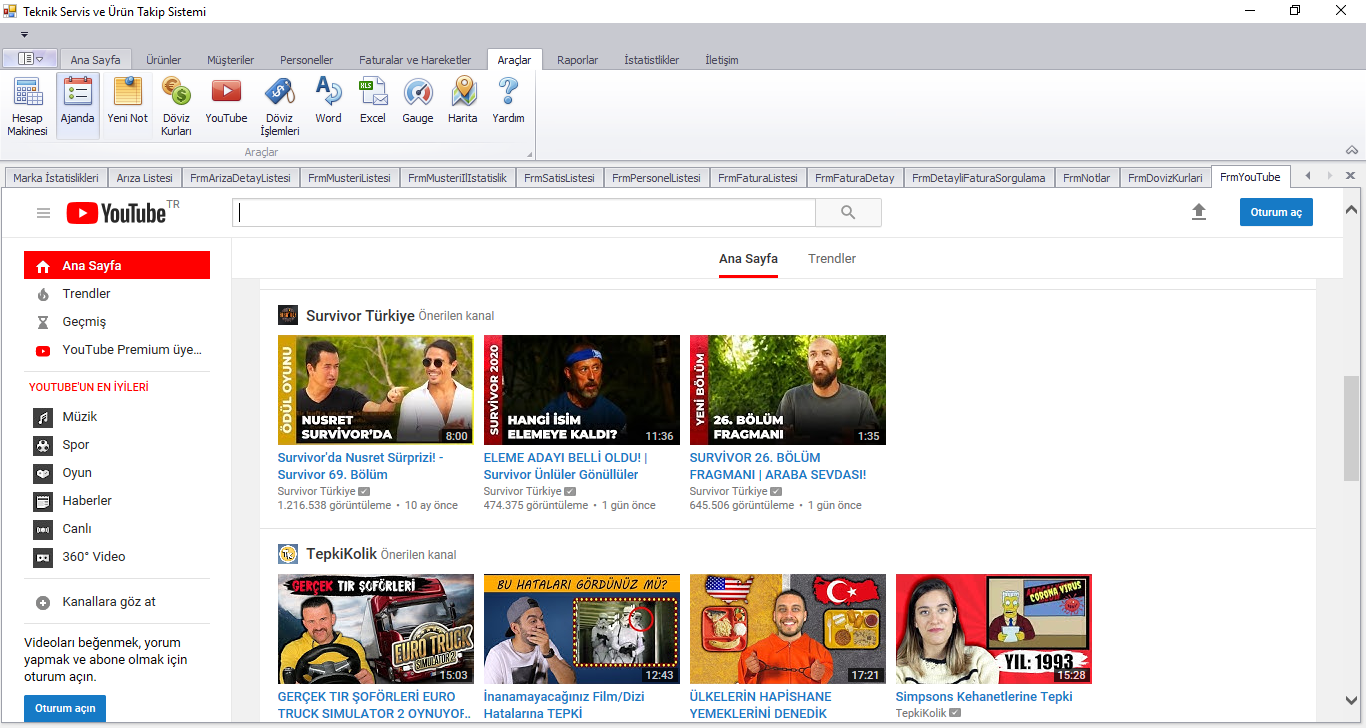 Teknik Servis ve Ürün Takip Sistemi
Ana Sayfa Ürünler Müşteriler Personeller Faturalar ve Hareketler Araçlar Raporlar İstatistlikler İletişim
Hesap Makinesi
Ajanda
Yeni Not
Döviz Kurları
YouTube
Döviz İşlemleri
Word
XLS
Excel
Gauge
Harita
Yardım
Araçlar
Marka İstatislikleri Arıza Listesi FrmArizaDetayListesi FrmMusteriListesi FrmMusteriIlIstatislik FrmSatisListesi FrmPersonelListesi FrmFaturaListesi FrmFaturaDetay FrmDetayliFaturaSorgulama FrmNotlar FrmDovizKurlari FrmYouTube
YouTube TR
Oturum aç
Ana Sayfa
Trendler
Geçmiş
YouTube Premium üye...
YOUTUBE'UN EN İYİLERİ
Müzik
Spor
Oyun
Haberler
Canlı
360° Video
Kanallara göz at
Videoları beğenmek, yorum
yapmak ve abone olmak için
oturum açın.
Oturum açın
Ana Sayfa Trendler
Survivor Türkiye Önerilen kanal
ÖDÜL OYUNU
NUSRET
SURVİVOR'DA
8:00
Survivor'da Nusret Sürprizi! -
Survivor 69. Bölüm
Survivor Türkiye
1.216.538 görüntüleme • 10 ay önce
SURVİVOR 2020
HANGİ İSİM
ELEMEYE KALDI?
11:36
ELEME ADAYI BELLİ OLDU! |
Survivor Ünlüler Gönüllüler
Survivor Türkiye
474.375 görüntüleme • 1 gün önce
YENİ BÖLÜM
26. BÖLÜM
FRAGMANI
1:35
SURVİVOR 26. BÖLÜM
FRAGMANI | ARABA SEVDASI!
Survivor Türkiye
645.506 görüntüleme • 1 gün önce
TepkiKolik Önerilen kanal
GERÇEK TIR ŞOFÖRLERİ
EURO TRUCK
SIMULATOR 2
15:03
GERÇEK TIR ŞOFÖRLERİ EURO
TRUCK SIMULATOR 2 OYNUYOR..
BU HATALARI GÖRDÜNÜZ MÜ?
12:43
İnanamayacağınız Film/Dizi
Hatalarına TEPKİ
17:21
ÜLKELERİN HAPİSHANE
YEMEKLERİNİ DENEDİK
CORONA VIRUS
YIL: 1993
15:28
Simpsons Kehanetlerine Tepki
TepkiKolik